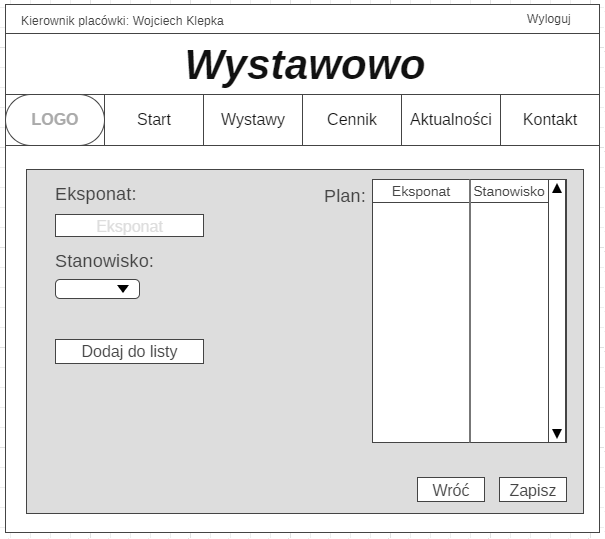 Kierownik placówki: Wojciech Klepka
Wyloguj
Wystawowo
LOGO
Start
Wystawy
Cennik
Aktualności
Kontakt
Eksponat:
Eksponat
Stanowisko:
Dodaj do listy
Plan:
Eksponat
Stanowisko
Wróć
Zapisz